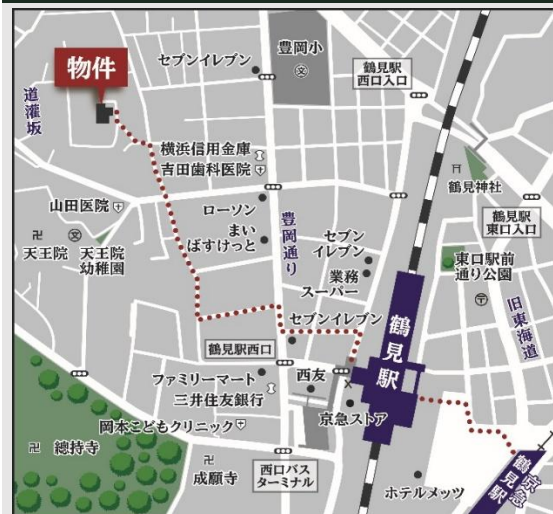 セブンイレブン
豊岡小
鶴見駅
西口入口
物件
道灌坂
横浜信用金庫
吉田歯科医院
鶴見神社
山田医院
ローソン
豊岡通り
鶴見駅
東口入口
まい
ばすけっと
セブン
イレブン
卍
天王院
天王院
幼稚園
業務
スーパー
東口駅前
通り公園
旧東海道
セブンイレブン
鶴見駅
鶴見駅西口
ファミリーマート
西友
三井住友銀行
京急ストア
岡本こどもクリニック
卍
總持寺
卍
成願寺
西口バス
ターミナル
ホテルメッツ
京急
鶴見駅